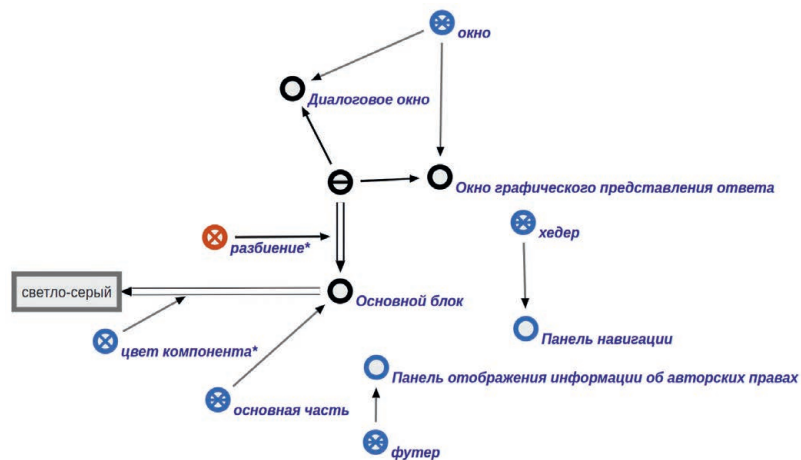 окно
Диалоговое окно
Окно графического представления ответа
хедер
разбиение*
светло-серый
Основной блок
Панель навигации
цвет компонента*
Панель отображения информации об авторских правах
основная часть
футер